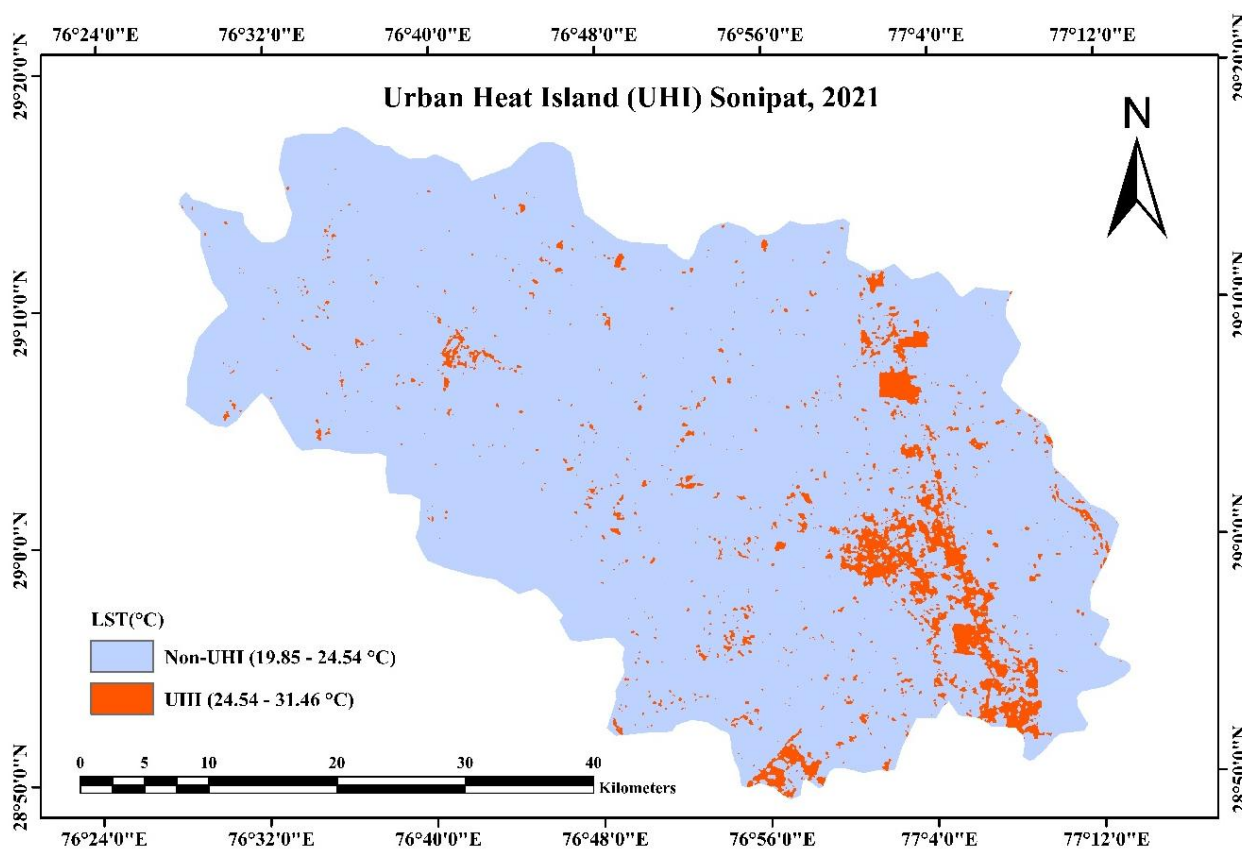 76°24'0"E 76°32'0"E 76°40'0"E 76°48'0"E 76°56'0"E 77°4'0"E 77°12'0"E
29°20'0"N
29°20'0"N
Urban Heat Island (UHI) Sonipat, 2021
N
29°10'0"N
29°10'0"N
29°0'0"N
29°0'0"N
LST(°C)
Non-UHI (19.85 - 24.54 °C)
UHI (24.54 - 31.46 °C)
0 5 10 20 30 40
Kilometers
28°50'0"N
28°50'0"N
76°24'0"E 76°32'0"E 76°40'0"E 76°48'0"E 76°56'0"E 77°4'0"E 77°12'0"E